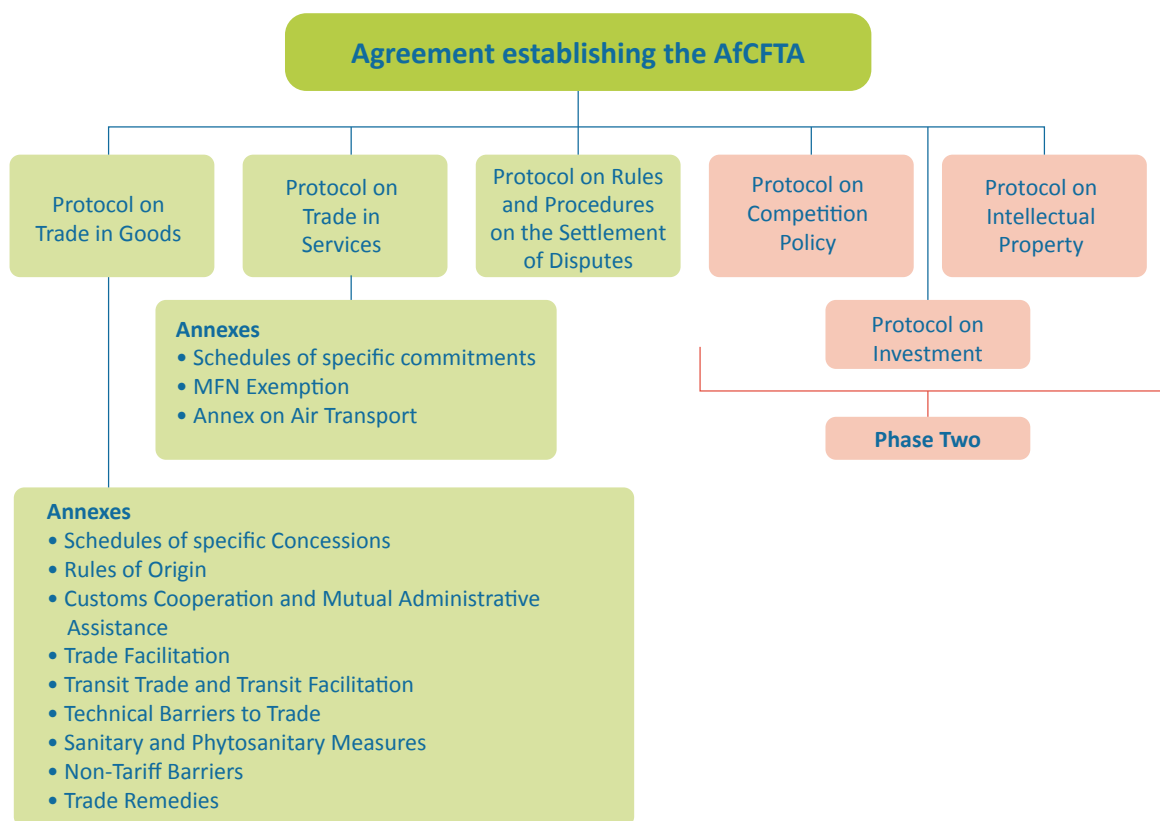 Agreement establishing the AfCFTA
Protocol on
Trade in Goods
Protocol on
Trade in
Services
Protocol on Rules
and Procedures
on the Settlement
of Disputes
Protocol on
Competition
Policy
Protocol on
Intellectual
Property
Annexes
• Schedules of specific commitments
• MFN Exemption
• Annex on Air Transport
Protocol on
Investment
Phase Two
Annexes
• Schedules of specific Concessions
• Rules of Origin
• Customs Cooperation and Mutual Administrative
Assistance
• Trade Facilitation
• Transit Trade and Transit Facilitation
• Technical Barriers to Trade
• Sanitary and Phytosanitary Measures
• Non-Tariff Barriers
• Trade Remedies